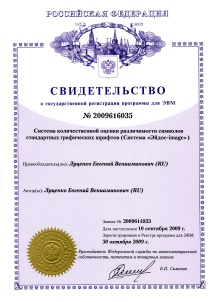 РОССИЙСКАЯ ФЕДЕРАЦИЯ
СВИДЕТЕЛЬСТВО
о государственной регистрации программы для ЭВМ
№ 2009616035
Система количественной оценки различимости символов
стандартных графических шрифтов (Система «Эйдос-image»)
Правообладатель(ли): Луценко Евгений Вениаминович (RU)
Автор(ы): Луценко Евгений Вениаминович (RU)
Заявка № 2009614933
Дата поступления 10 сентября 2009 г.
Зарегистрировано в Реестре программ для ЭВМ
30 октября 2009 г.
Руководитель Федеральной службы по интеллектуальной
собственности, патентам и товарным знакам
Б.П. Симонов